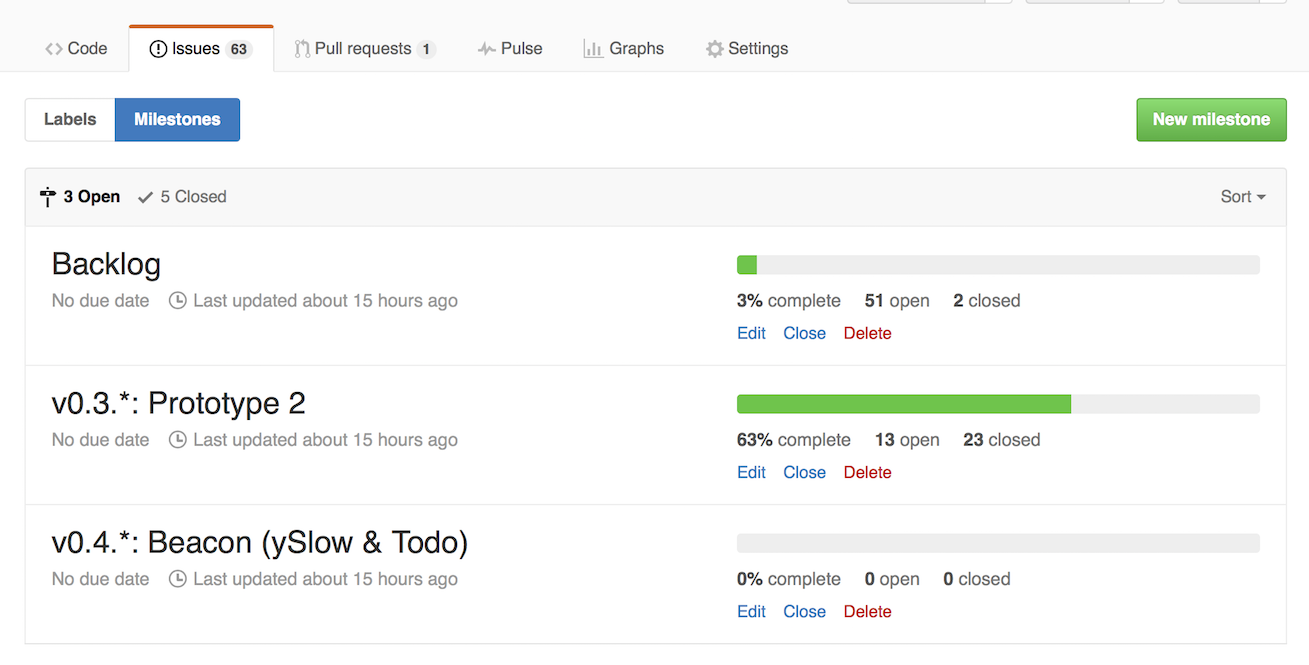 Code Issues 63 Pull requests 1 Pulse Graphs Settings
Labels Milestones New milestone
3 Open 5 Closed Sort
Backlog
No due date Last updated about 15 hours ago
3% complete 51 open 2 closed
Edit Close Delete
v0.3.*: Prototype 2
No due date Last updated about 15 hours ago
63% complete 13 open 23 closed
Edit Close Delete
v0.4.*: Beacon (ySlow & Todo)
No due date Last updated about 15 hours ago
0% complete 0 open 0 closed
Edit Close Delete